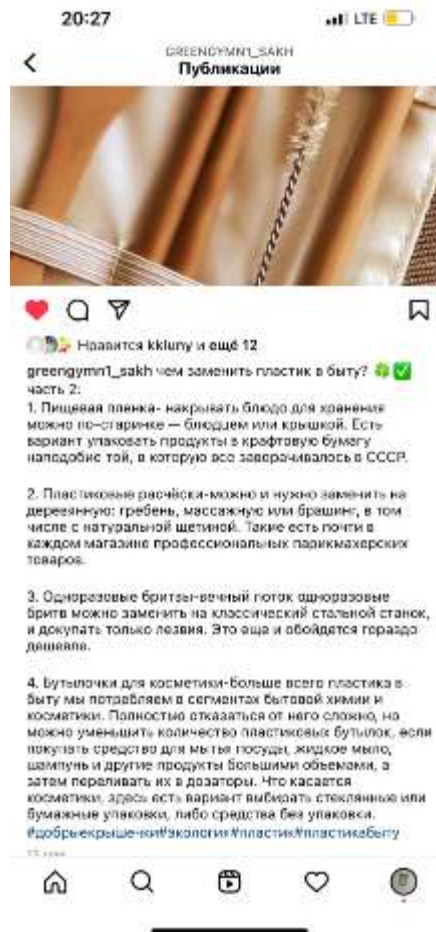 20:27
LTE
GREENGYMN1_SAKH
Публикации
Нравится kkluny и ещё 12
greengymn1_sakh чем заменить пластик в быту?
часть 2:
1. Пищевая пленка- накрывать блюдо для хранения
можно по-старинке — блюдцем или крышкой. Есть
вариант упаковать продукты в крафтовую бумагу
наподобие той, в которую все заворачивалось в СССР.
2. Пластиковые расчёски-можно и нужно заменить на
деревянную: гребень, массажную или брашинг, в том
числе с натуральной щетиной. Такие есть почти в
каждом магазине профессиональных парикмахерских
товаров.
3. Одноразовые бритвы-вечный поток одноразовые
бритв можно заменить на классический стальной станок,
и докупать только лезвия. Это еще и обойдется гораздо
дешевле.
4. Бутылочки для косметики-больше всего пластика в
быту мы потребляем в сегментах бытовой химии и
косметики. Полностью отказаться от него сложно, но
можно уменьшить количество пластиковых бутылок, если
покупать средство для мытья посуды, жидкое мыло,
шампунь и другие продукты большими объемами, а
затем переливать их в дозаторы. Что касается
косметики, здесь есть вариант выбирать стеклянные или
бумажные упаковки, либо средства без упаковки.
#добрыекрышечки#экология#пластик#пластиквбыту